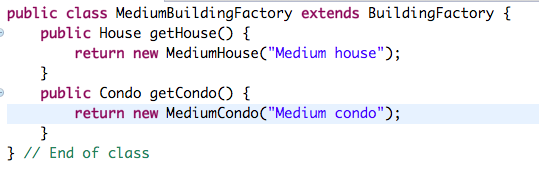 public class MediumBuildingFactory extends BuildingFactory {
    public House getHouse() {
        return new MediumHouse("Medium house");
    }
    public Condo getCondo() {
        return new MediumCondo("Medium condo");
    }
} // End of class